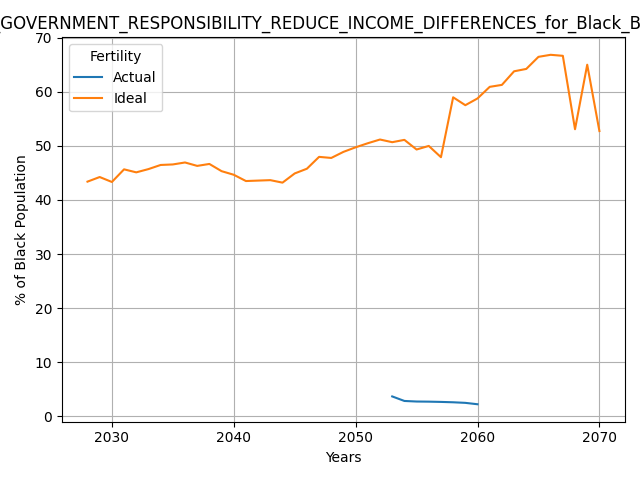 GOVERNMENT_RESPONSIBILITY_REDUCE_INCOME_DIFFERENCES_for_Black_B
Fertility
Actual
Ideal
% of Black Population
70
60
50
40
30
20
10
0
2030 2040 2050 2060 2070
Years